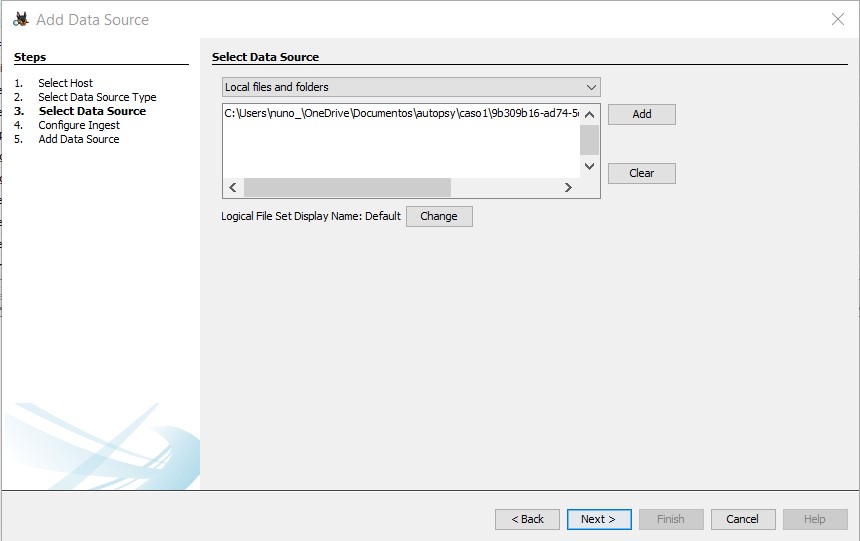 Add Data Source
Steps
1. Select Host
2. Select Data Source Type
3. Select Data Source
4. Configure Ingest
5. Add Data Source
Select Data Source
Local files and folders
C:\Users\nuno_\OneDrive\Documentos\autopsy\caso1\9b309b16-ad74-5
Add
Clear
Logical File Set Display Name: Default
Change
< Back
Next >
Finish
Cancel
Help